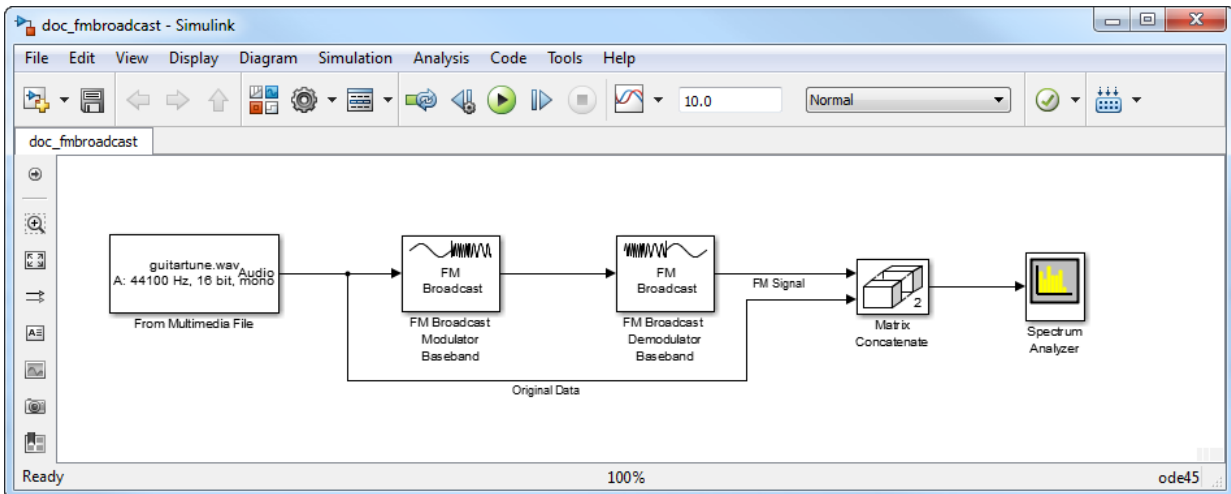 doc_fmbroadcast - Simulink
File Edit View Display Diagram Simulation Analysis Code Tools Help
10.0 Normal
doc_fmbroadcast
guitartune.wav
A: 44100 Hz, 16 bit, mono
Audio
From Multimedia File
FM
Broadcast
FM Broadcast
Modulator
Baseband
FM
Broadcast
FM Broadcast
Demodulator
Baseband
FM Signal
Original Data
2
Matrix
Concatenate
Spectrum
Analyzer
Ready 100% ode45